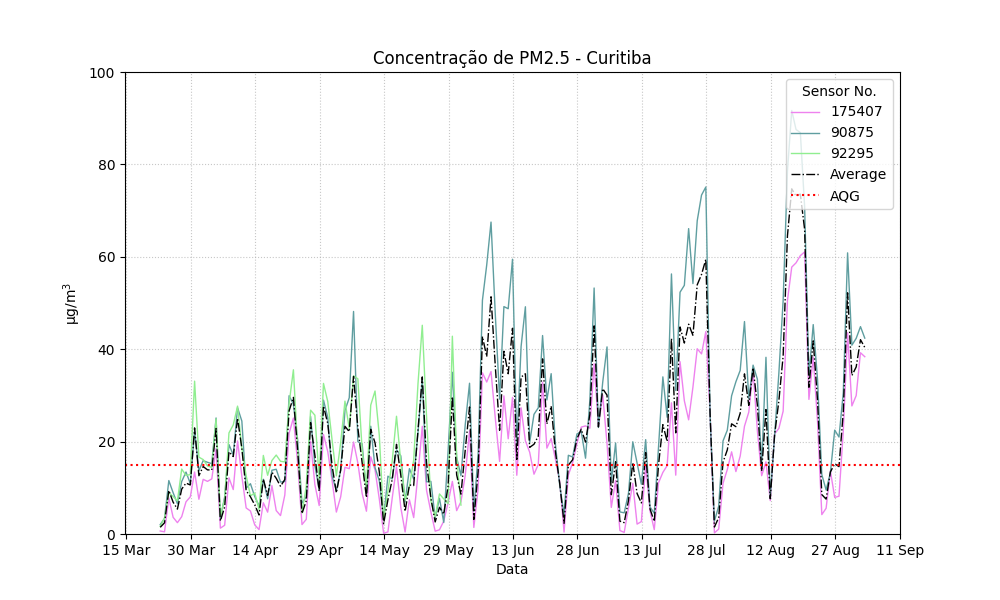 Concentração de PM2.5 - Curitiba
Sensor No.
175407
90875
92295
Average
AQG
100
80
60
40
20
0
µg/m³
15 Mar 30 Mar 14 Apr 29 Apr 14 May 29 May 13 Jun 28 Jun 13 Jul 28 Jul 12 Aug 27 Aug 11 Sep
Data